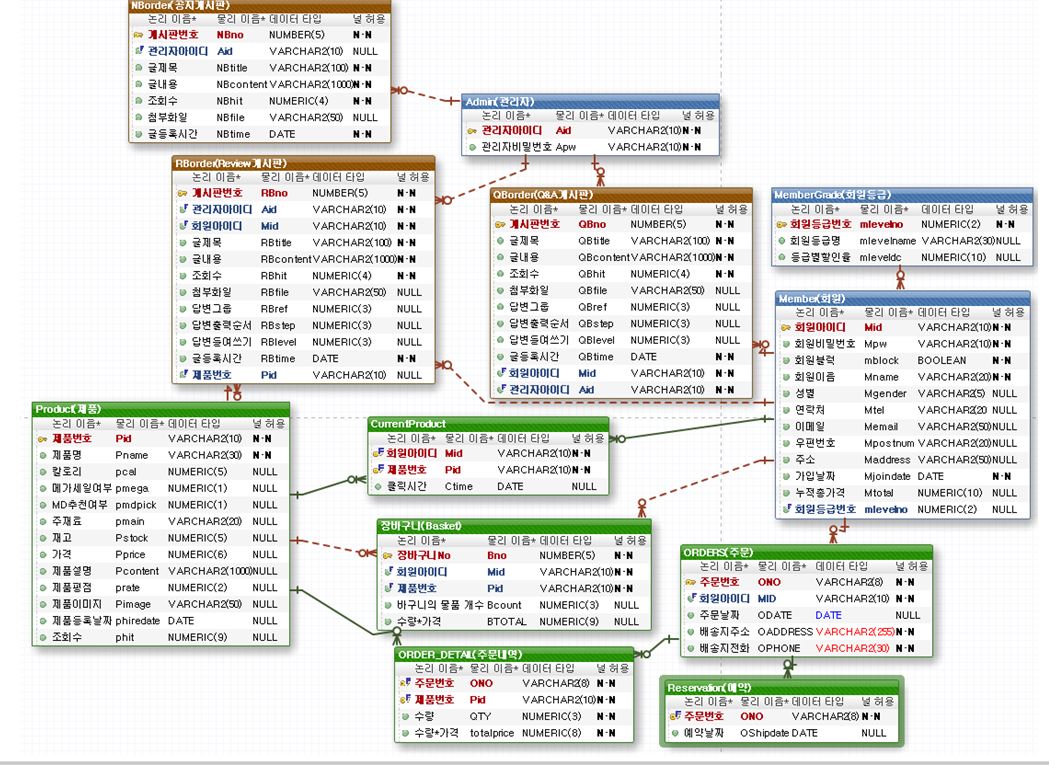 NBorder(공지게시판)
논리 이름* 물리 이름* 데이터 타입 널 허용
게시판번호 NBno NUMBER(5) N-N
관리자아이디 Aid VARCHAR2(10) NULL
글제목 NBtitle VARCHAR2(100) N-N
글내용 NBcontent VARCHAR2(1000) N-N
조회수 NBhit NUMERIC(4) N-N
첨부화일 NBfile VARCHAR2(50) NULL
글등록시간 NBtime DATE N-N
Admin(관리자)
논리 이름* 물리 이름* 데이터 타입 널 허용
관리자아이디 Aid VARCHAR2(10) N-N
관리자비밀번호 Apw VARCHAR2(10) N-N
RBorder(Review게시판)
논리 이름* 물리 이름* 데이터 타입 널 허용
게시판번호 RBno NUMBER(5) N-N
관리자아이디 Aid VARCHAR2(10) N-N
회원아이디 Mid VARCHAR2(10) N-N
글제목 RBtitle VARCHAR2(100) N-N
글내용 RBcontent VARCHAR2(1000) N-N
조회수 RBhit NUMERIC(4) N-N
첨부화일 RBfile VARCHAR2(50) NULL
답변그룹 RBref NUMERIC(3) NULL
답변출력순서 RBstep NUMERIC(3) NULL
답변들여쓰기 RBlevel NUMERIC(3) NULL
글등록시간 RBtime DATE N-N
제품번호 Pid VARCHAR2(10) NULL
QBorder(Q&A게시판)
논리 이름* 물리 이름* 데이터 타입 널 허용
게시판번호 QBno NUMBER(5) N-N
글제목 QBtitle VARCHAR2(100) N-N
글내용 QBcontent VARCHAR2(1000) N-N
조회수 QBhit NUMERIC(4) N-N
첨부화일 QBfile VARCHAR2(50) NULL
답변그룹 QBref NUMERIC(3) NULL
답변출력순서 QBstep NUMERIC(3) NULL
답변들여쓰기 QBlevel NUMERIC(3) NULL
글등록시간 QBtime DATE N-N
회원아이디 Mid VARCHAR2(10) N-N
관리자아이디 Aid VARCHAR2(10) N-N
MemberGrade(회원등급)
논리 이름* 물리 이름* 데이터 타입 널 허용
회원등급번호 mlevelno NUMERIC(2) N-N
회원등급명 mlevelname VARCHAR2(30) NULL
등급별할인율 mleveldc NUMERIC(10) NULL
Member(회원)
논리 이름* 물리 이름* 데이터 타입 널 허용
회원아이디 Mid VARCHAR2(10) N-N
회원비밀번호 Mpw VARCHAR2(10) N-N
회원블럭 mblock BOOLEAN N-N
회원이름 Mname VARCHAR2(20) N-N
성별 Mgender VARCHAR2(5) NULL
연락처 Mtel VARCHAR2(20 NULL
이메일 Memail VARCHAR2(50) NULL
우편번호 Mpostnum VARCHAR2(20) NULL
주소 Maddress VARCHAR2(50) NULL
가입날짜 Mjoindate DATE N-N
누적총가격 Mtotal NUMERIC(10) NULL
회원등급번호 mlevelno NUMERIC(2) NULL
Product(제품)
논리 이름* 물리 이름* 데이터 타입 널 허용
제품번호 Pid VARCHAR2(10) N-N
제품명 Pname VARCHAR2(30) N-N
칼로리 pcal NUMERIC(5) NULL
메가세일여부 pmega NUMERIC(1) NULL
MD추천여부 pmdpick NUMERIC(1) NULL
주재료 pmain VARCHAR2(20) NULL
재고 Pstock NUMERIC(5) NULL
가격 Pprice NUMERIC(6) NULL
제품설명 Pcontent VARCHAR2(1000) NULL
제품평점 prate NUMERIC(2) NULL
제품이미지 Pimage VARCHAR2(50) NULL
제품등록날짜 phiredate DATE NULL
조회수 phit NUMERIC(9) NULL
CurrentProduct
논리 이름* 물리 이름* 데이터 타입 널 허용
회원아이디 Mid VARCHAR2(10) N-N
제품번호 Pid VARCHAR2(10) N-N
클릭시간 Ctime DATE NULL
장바구니(Basket)
논리 이름* 물리 이름* 데이터 타입 널 허용
장바구니No Bno NUMBER(5) N-N
회원아이디 Mid VARCHAR2(10) N-N
제품번호 Pid VARCHAR2(10) N-N
바구니의 물품 개수 Bcount NUMERIC(3) NULL
수량*가격 BTOTAL NUMERIC(9) NULL
ORDERS(주문)
논리 이름* 물리 이름* 데이터 타입 널 허용
주문번호 ONO VARCHAR2(8) N-N
회원아이디 MID VARCHAR2(10) N-N
주문날짜 ODATE DATE NULL
배송지주소 OADDRESS VARCHAR2(255) N-N
배송지전화 OPHONE VARCHAR2(30) N-N
ORDER_DETAIL(주문내역)
논리 이름* 물리 이름* 데이터 타입 널 허용
주문번호 ONO VARCHAR2(8) N-N
제품번호 Pid VARCHAR2(10) N-N
수량 QTY NUMERIC(3) N-N
수량*가격 totalprice NUMERIC(8) N-N
Reservation(예약)
논리 이름* 물리 이름* 데이터 타입 널 허용
주문번호 ONO VARCHAR2(8) N-N
예약날짜 OShipdate DATE NULL